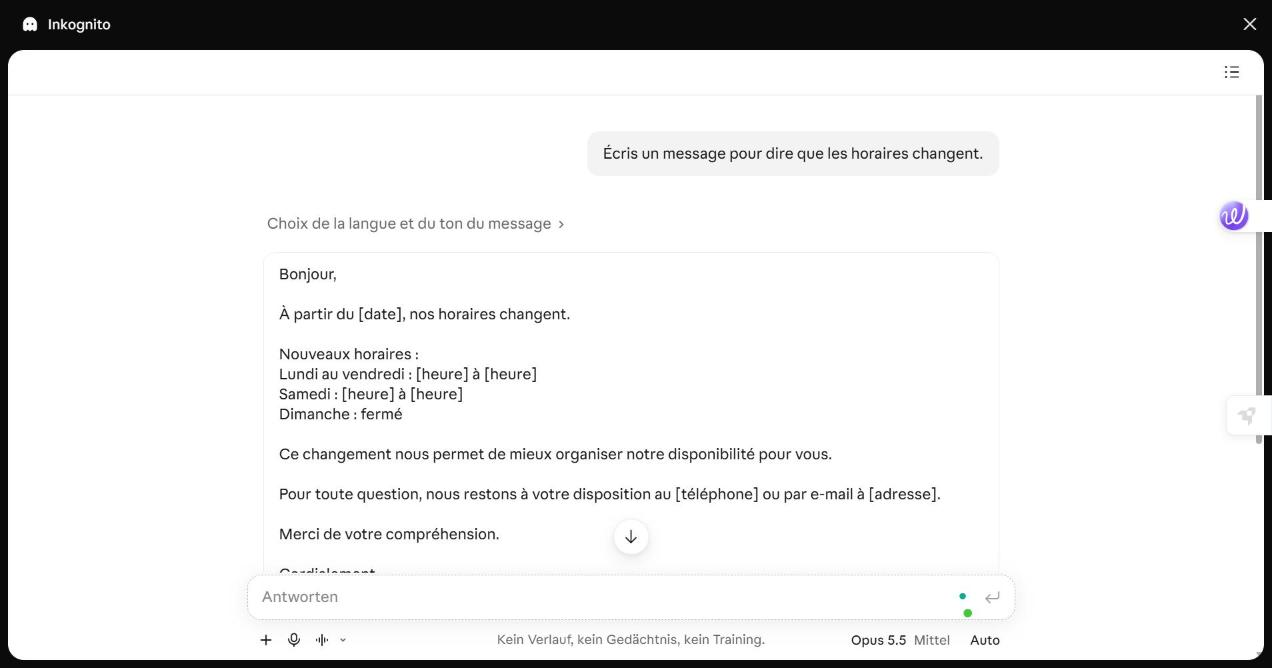 Inkognito
Écris un message pour dire que les horaires changent.
Choix de la langue et du ton du message
Bonjour,
À partir du [date], nos horaires changent.
Nouveaux horaires :
Lundi au vendredi : [heure] à [heure]
Samedi : [heure] à [heure]
Dimanche : fermé
Ce changement nous permet de mieux organiser notre disponibilité pour vous.
Pour toute question, nous restons à votre disposition au [téléphone] ou par e-mail à [adresse].
Merci de votre compréhension.
Cordialement
Antworten
Kein Verlauf, kein Gedächtnis, kein Training.
Opus 5.5 Mittel Auto